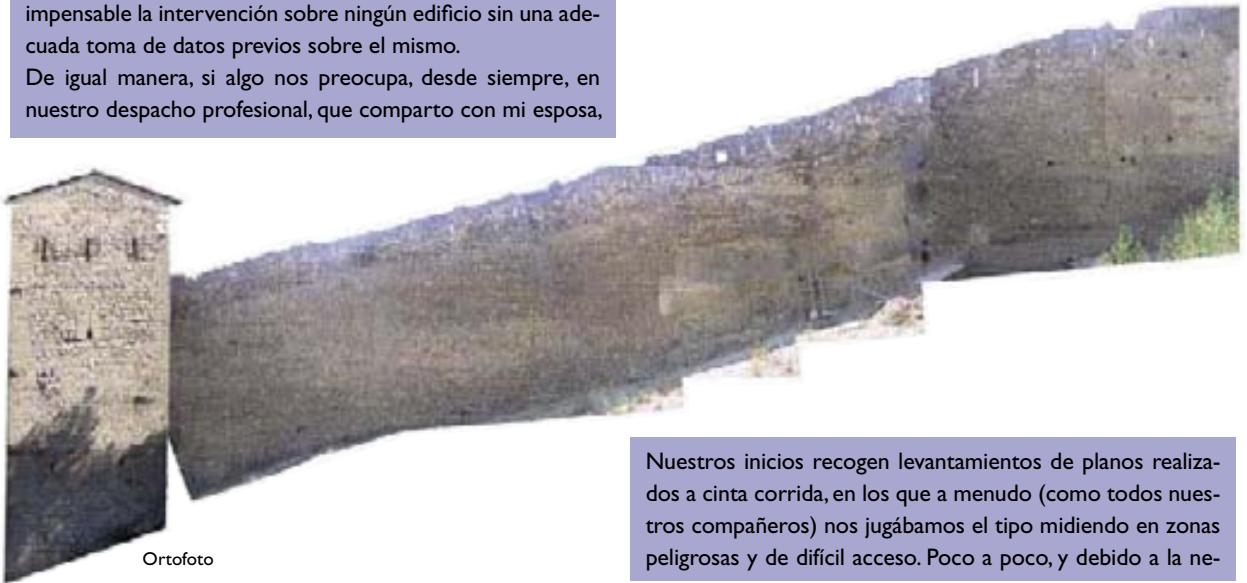 impensable la intervención sobre ningún edificio sin una ade-
cuada toma de datos previos sobre el mismo.
De igual manera, si algo nos preocupa, desde siempre, en
nuestro despacho profesional, que comparto con mi esposa,
Ortofoto
Nuestros inicios recogen levantamientos de planos realiza-
dos a cinta corrida, en los que a menudo (como todos nues-
tros compañeros) nos jugábamos el tipo midiendo en zonas
peligrosas y de difícil acceso. Poco a poco, y debido a la ne-